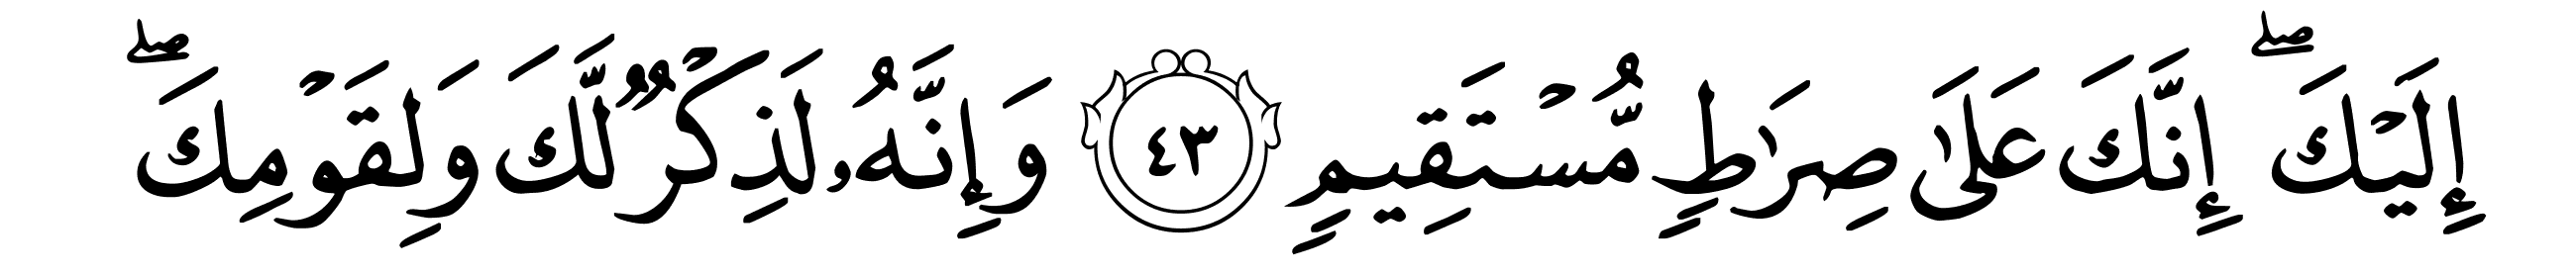 إِلَيْكَ ۖ إِنَّكَ عَلَىٰ صِرَٰطٍ مُّسْتَقِيمٍ ٤٣ وَإِنَّهُۥ لَذِكْرٌ لَّكَ وَلِقَوْمِكَ ۖ